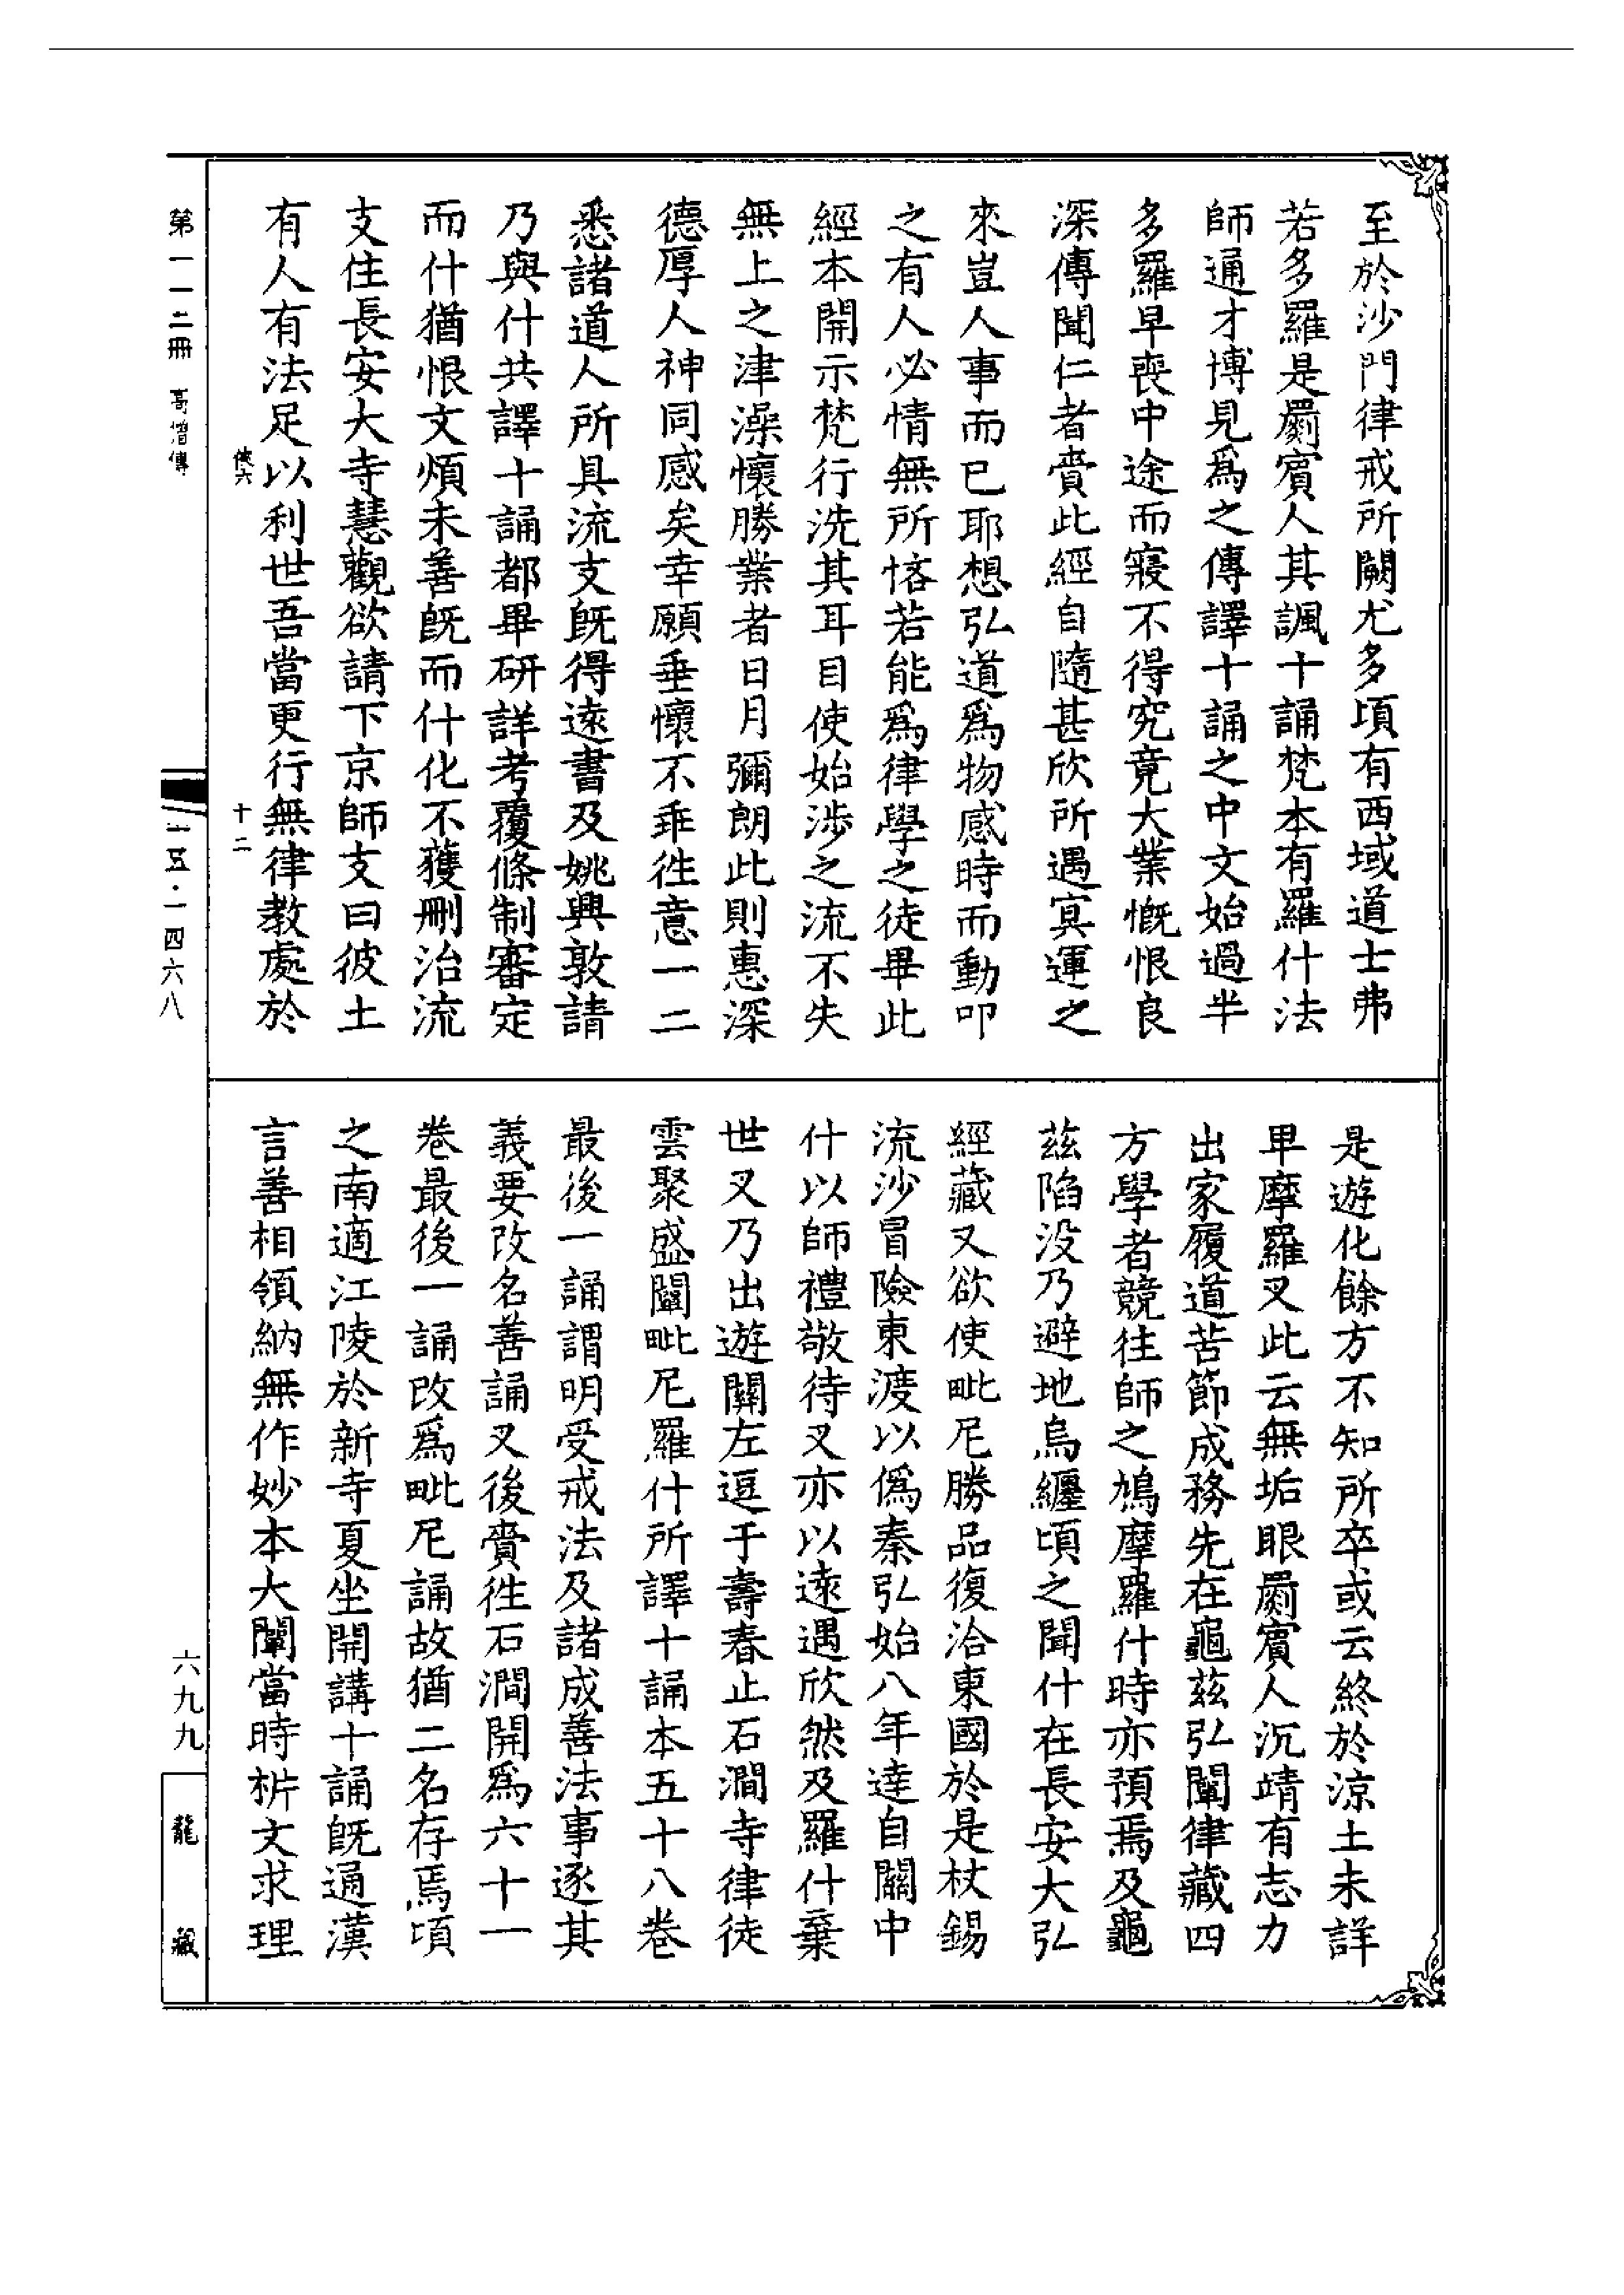 至於沙門律戒所闕尤多頃有西域道士弗
若多羅是罽賓人其諷十誦梵本有羅什法
師通才博見爲之傳譯十誦之中文始過半
多羅早喪中途而寢不得究竟大業慨恨良
深傳聞仁者賫此經自隨甚欣所遇冥運之
來豈人事而已耶想弘道爲物感時而動叩
之有人必情無所悋若能爲律學之徒畢此
經本開示梵行洗其耳目使始涉之流不失
無上之津澡懷勝業者日月彌朗此則惠深
德厚人神同感矣幸願垂懷不乖徃意一二
悉諸道人所具流支旣得遠書及姚興敦請
乃與什共譯十誦都畢研詳考覆條制審定
而什猶恨文煩未善旣而什化不獲刪治流
支住長安大寺慧觀欲請下京師支曰彼土
有人有法足以利世吾當更行無律教處於
俠六
十二
是遊化餘方不知所卒或云終於涼土未詳
卑摩羅叉此云無垢眼罽賓人沉靖有志力
出家履道苦節成務先在龜茲弘闡律藏四
方學者競往師之鳩摩羅什時亦預焉及龜
茲陷没乃避地烏纏頃之聞什在長安大弘
經藏又欲使毗尼勝品復洽東國於是杖錫
流沙冒險東渡以僞秦弘始八年達自關中
什以師禮敬待叉亦以遠遇欣然及羅什棄
世叉乃出遊關左逗于壽春止石澗寺律徒
雲聚盛闡毗尼羅什所譯十誦本五十八卷
最後一誦謂明受戒法及諸成善法事逐其
義要改名善誦叉後賫徃石澗開爲六十一
卷最後一誦改爲毗尼誦故猶二名存焉頃
之南適江陵於新寺夏坐開講十誦旣通漢
言善相領納無作妙本大闡當時析文求理
第一一二冊 高僧傳
一五·一四六八
六九九
龍藏